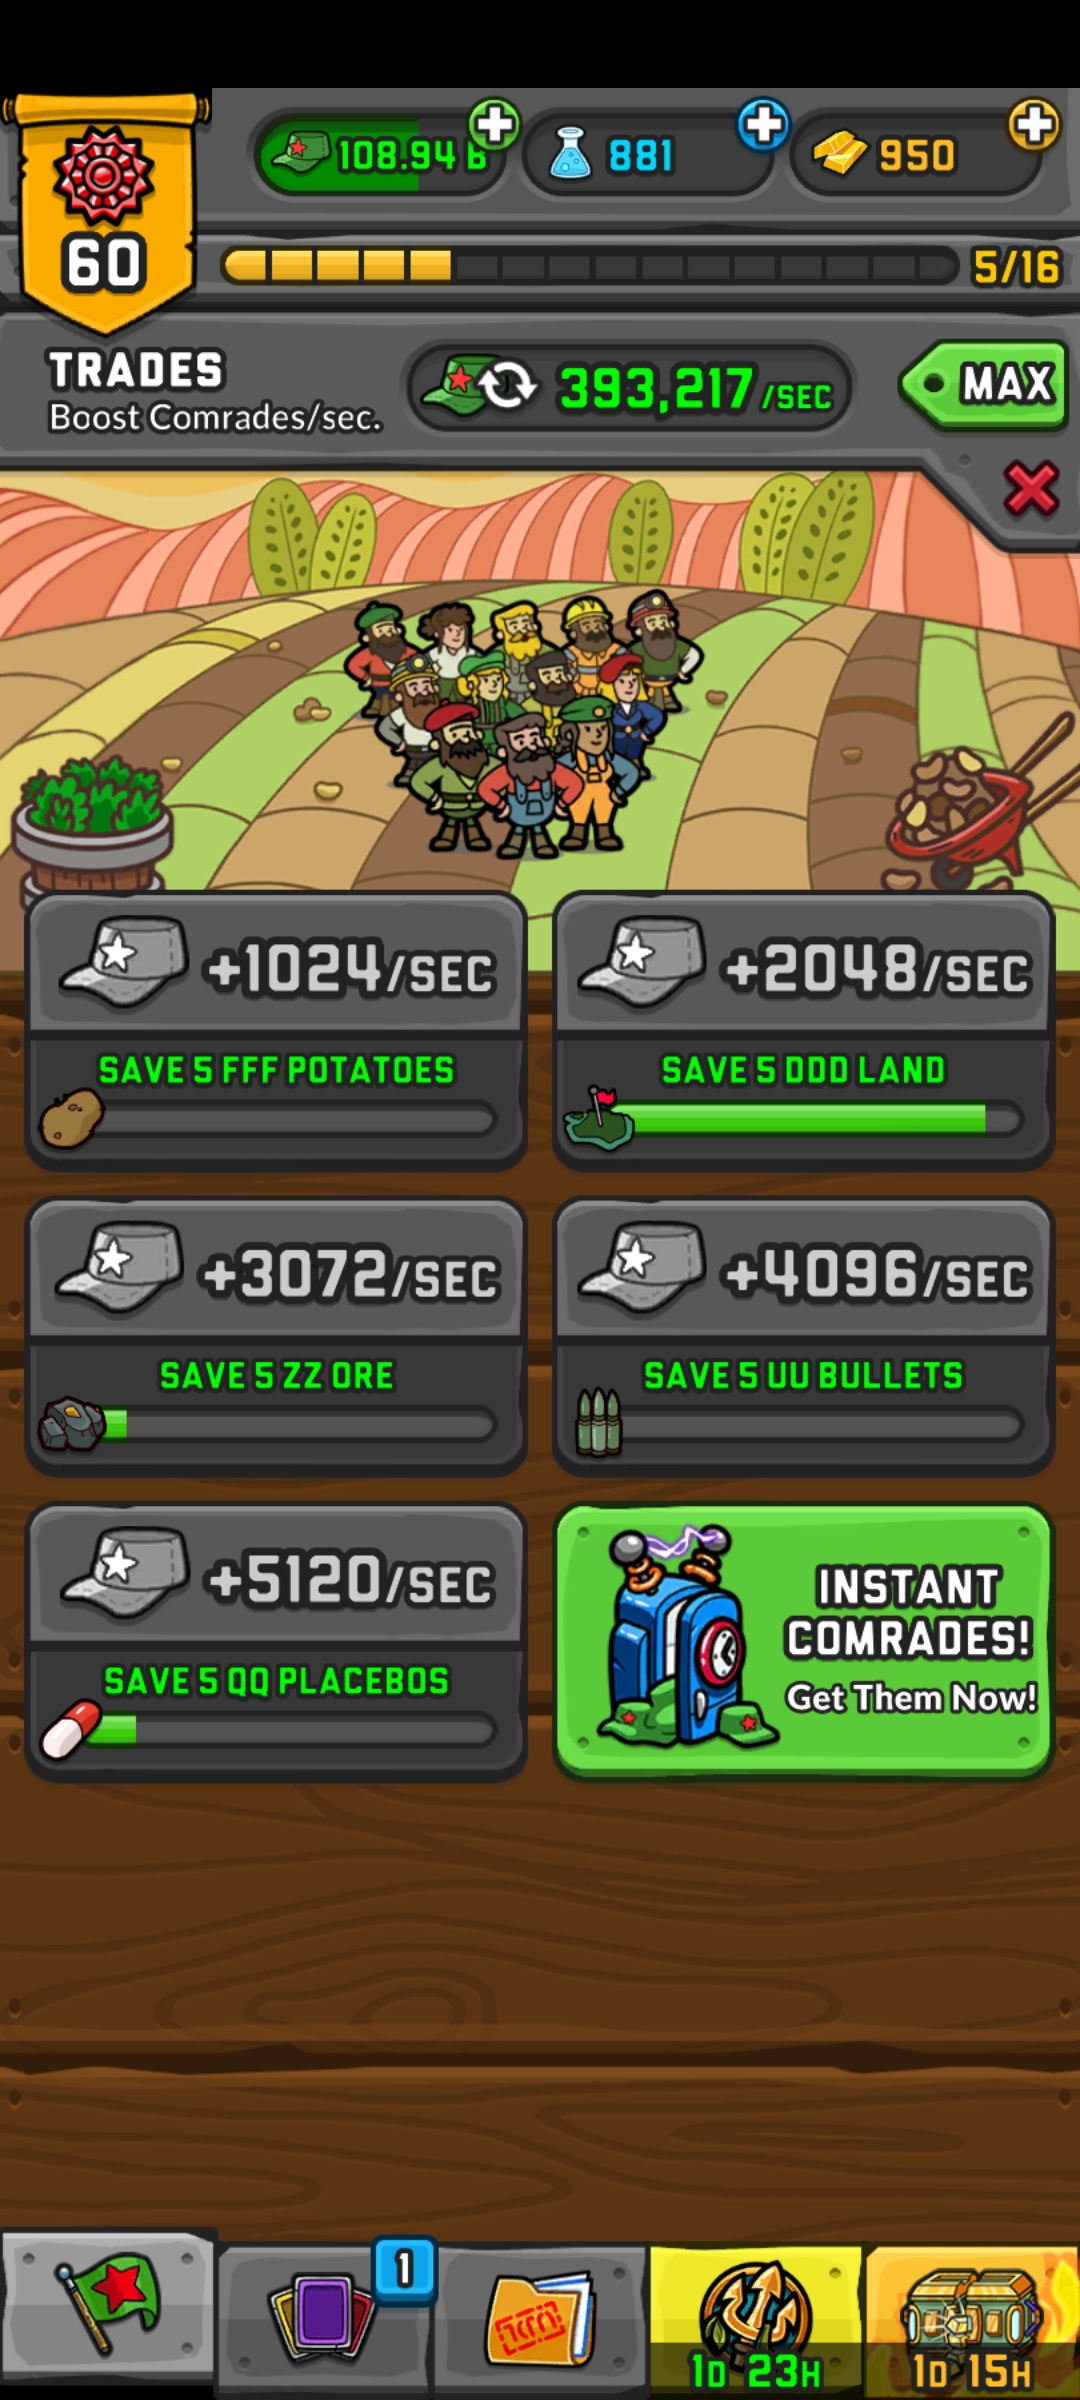 108.94 B
881
950
60
5/16
TRADES
Boost Comrades/sec.
393,217/SEC
MAX
+1024/SEC
SAVE 5 FFF POTATOES
+2048/SEC
SAVE 5 DDD LAND
+3072/SEC
SAVE 5 ZZ ORE
+4096/SEC
SAVE 5 UU BULLETS
+5120/SEC
SAVE 5 QQ PLACEBOS
INSTANT
COMRADES!
Get Them Now!
1
1D 23H
1D 15H